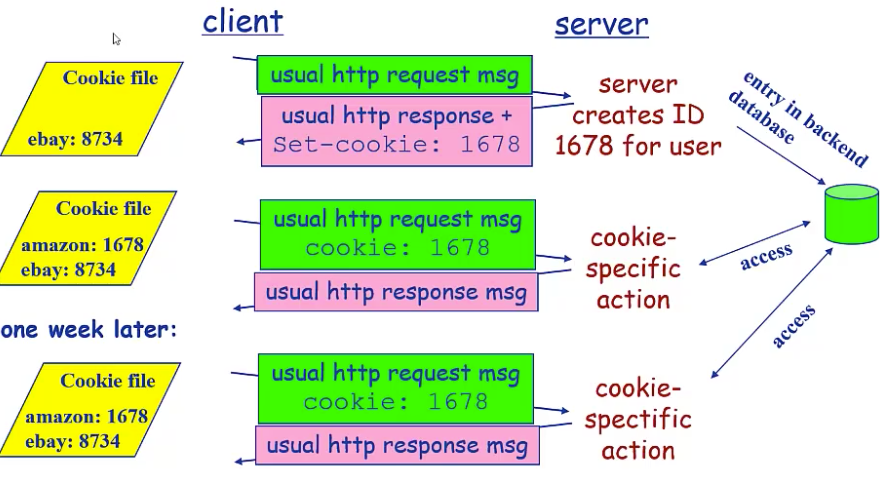 client
server
Cookie file
ebay: 8734
usual http request msg
usual http response +
Set-cookie: 1678
server
creates ID
1678 for user
entry in backend
database
Cookie file
amazon: 1678
ebay: 8734
usual http request msg
cookie: 1678
usual http response msg
cookie-
specific
action
access
one week later:
access
Cookie file
amazon: 1678
ebay: 8734
usual http request msg
cookie: 1678
usual http response msg
cookie-
spectific
action